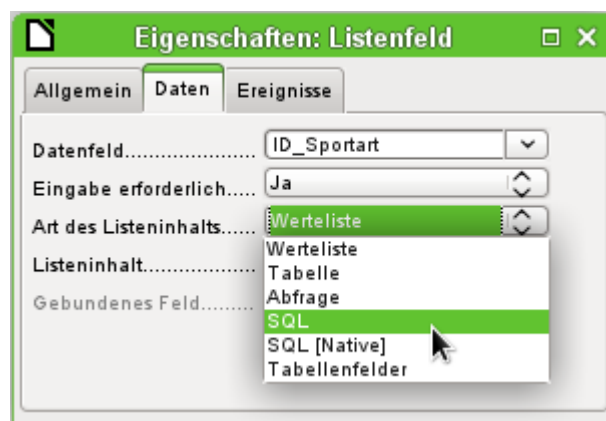 Eigenschaften: Listenfeld
Allgemein Daten Ereignisse
Datenfeld...................... ID_Sportart
Eingabe erforderlich..... Ja
Art des Listeninhalts...... Werteliste
Listeninhalt.................
Gebundenes Feld.........
Werteliste
Tabelle
Abfrage
SQL
SQL [Native]
Tabellenfelder